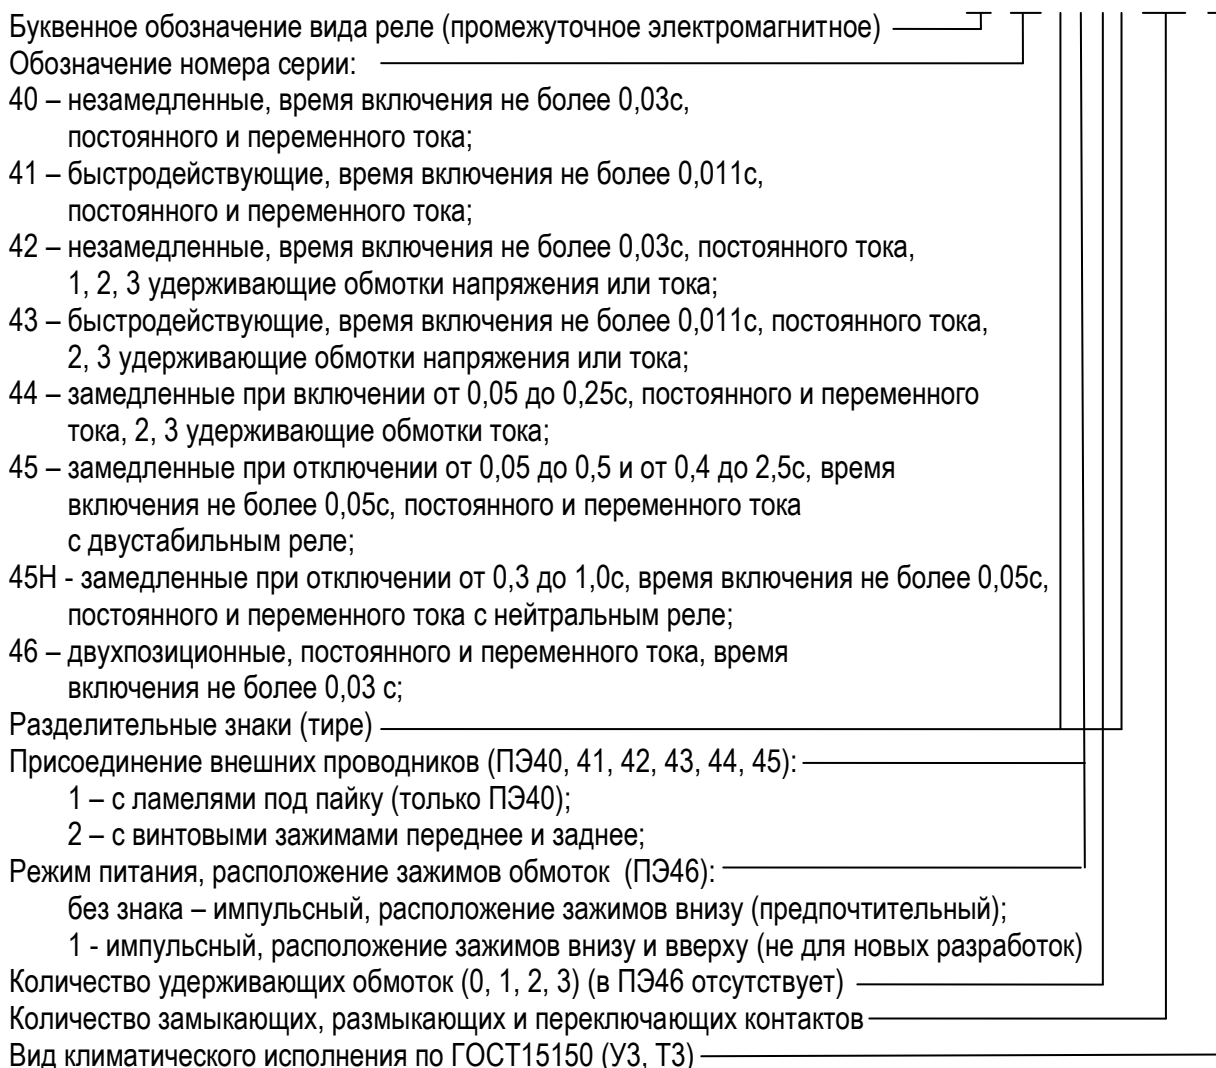 Буквенное обозначение вида реле (промежуточное электромагнитное)
Обозначение номера серии:
40 – незамедленные, время включения не более 0,03с,
постоянного и переменного тока;
41 – быстродействующие, время включения не более 0,011с,
постоянного и переменного тока;
42 – незамедленные, время включения не более 0,03с, постоянного тока,
1, 2, 3 удерживающие обмотки напряжения или тока;
43 – быстродействующие, время включения не более 0,011с, постоянного тока,
2, 3 удерживающие обмотки напряжения или тока;
44 – замедленные при включении от 0,05 до 0,25с, постоянного и переменного
тока, 2, 3 удерживающие обмотки тока;
45 – замедленные при отключении от 0,05 до 0,5 и от 0,4 до 2,5с, время
включения не более 0,05с, постоянного и переменного тока
с двустабильным реле;
45Н - замедленные при отключении от 0,3 до 1,0с, время включения не более 0,05с,
постоянного и переменного тока с нейтральным реле;
46 – двухпозиционные, постоянного и переменного тока, время
включения не более 0,03 с;
Разделительные знаки (тире)
Присоединение внешних проводников (ПЭ40, 41, 42, 43, 44, 45):
1 – с ламелями под пайку (только ПЭ40);
2 – с винтовыми зажимами переднее и заднее;
Режим питания, расположение зажимов обмоток (ПЭ46):
без знака – импульсный, расположение зажимов внизу (предпочтительный);
1 - импульсный, расположение зажимов внизу и вверху (не для новых разработок)
Количество удерживающих обмоток (0, 1, 2, 3) (в ПЭ46 отсутствует)
Количество замыкающих, размыкающих и переключающих контактов
Вид климатического исполнения по ГОСТ15150 (У3, Т3)